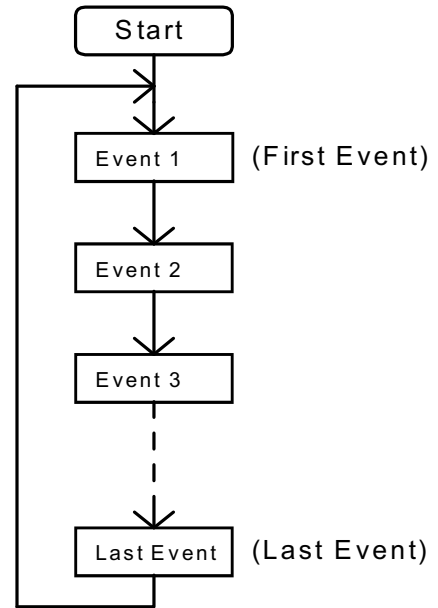 Start
Event 1 (First Event)
Event 2
Event 3
Last Event (Last Event)